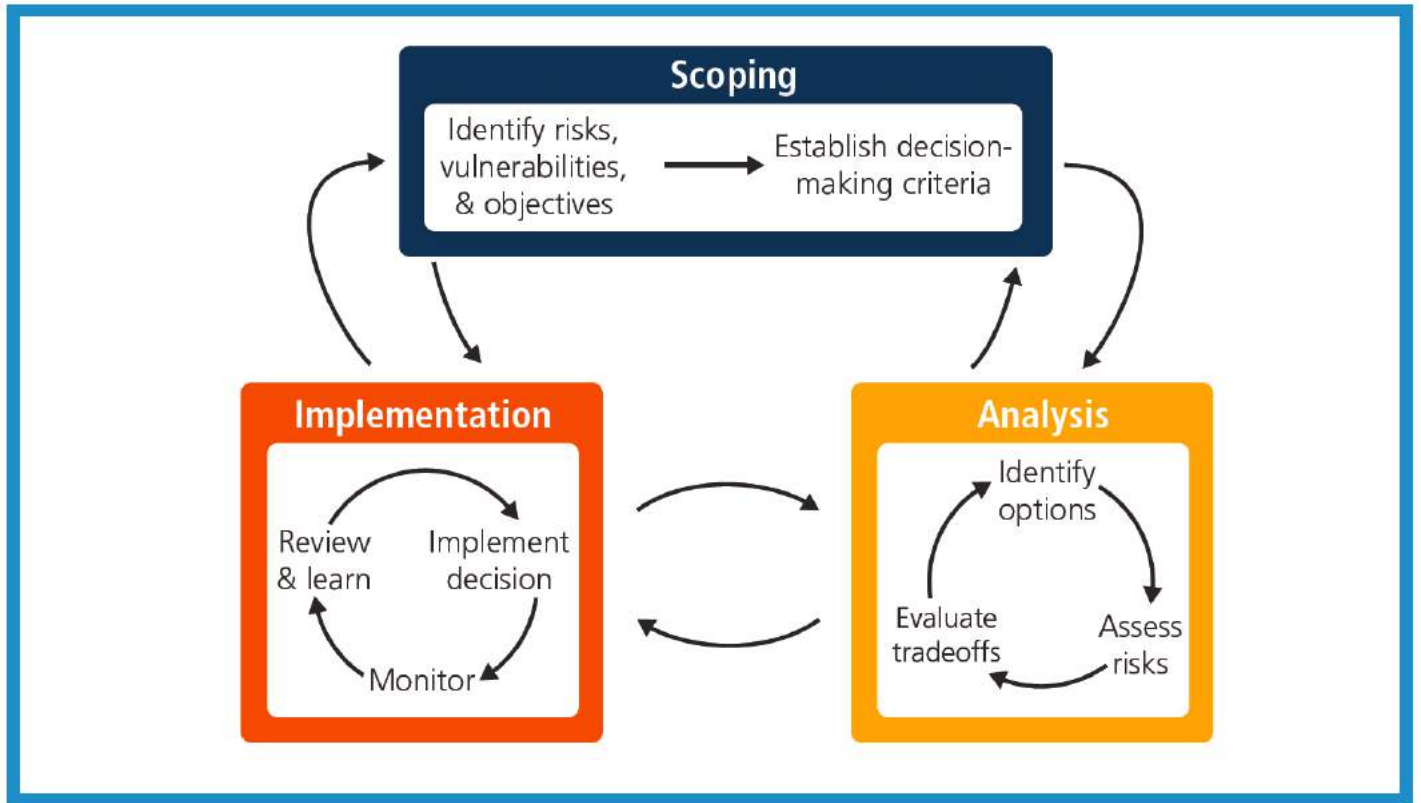 Scoping
Identify risks,
vulnerabilities,
& objectives
Establish decision-
making criteria
Implementation
Review
& learn
Implement
decision
Monitor
Analysis
Identify
options
Evaluate
tradeoffs
Assess
risks